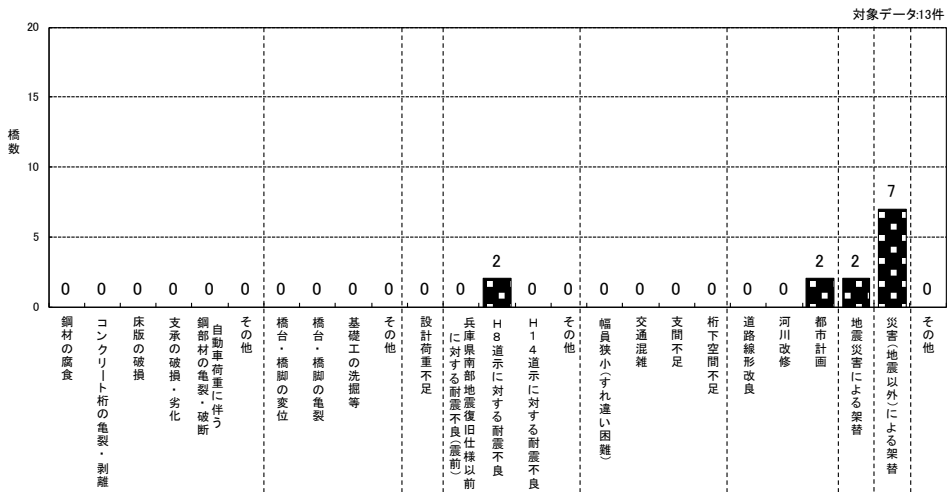 対象データ:13件
20
15
10
5
0
橋数
0 0 0 0 0 0 0 0 0 0 0 0 2 0 0 0 0 0 0 0 0 2 2 7 0
鋼材の腐食
コンクリート桁の亀裂・剥離
床版の破損
支承の破損・劣化
自動車荷重に伴う
鋼部材の亀裂・破断
その他
橋台・橋脚の変位
橋台・橋脚の亀裂
基礎工の洗掘等
その他
設計荷重不足
兵庫県南部地震復旧仕様以前
に対する耐震不良(震前)
H8道示に対する耐震不良
H14道示に対する耐震不良
その他
幅員狭小(すれ違い困難)
交通混雑
支間不足
桁下空間不足
道路線形改良
河川改修
都市計画
地震災害による架替
災害(地震以外)による架替
その他